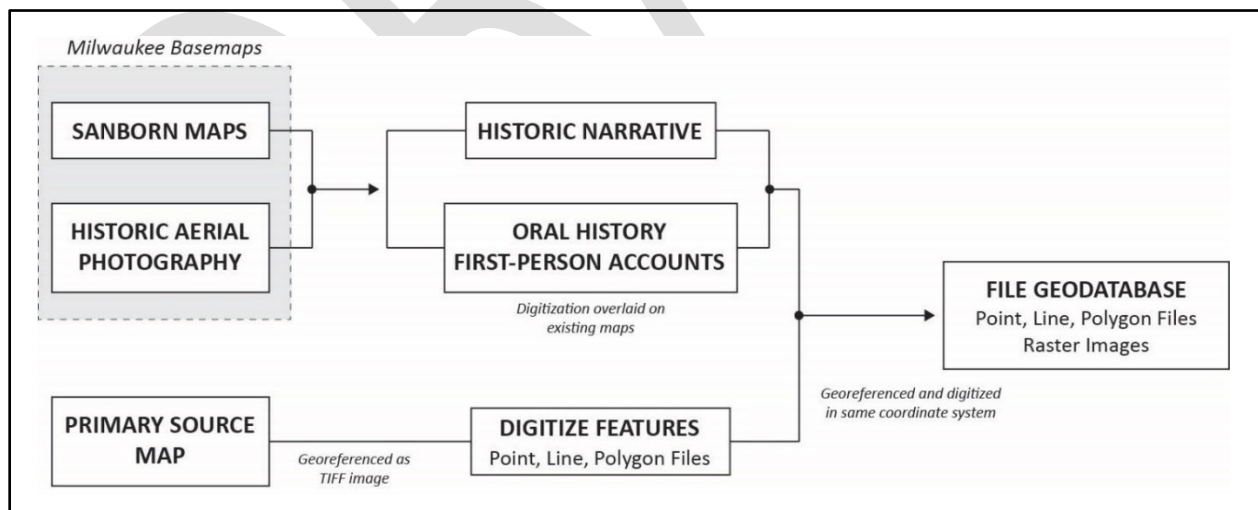 Milwaukee Basemaps
SANBORN MAPS
HISTORIC AERIAL
PHOTOGRAPHY
HISTORIC NARRATIVE
ORAL HISTORY
FIRST-PERSON ACCOUNTS
Digitization overlaid on
existing maps
FILE GEODATABASE
Point, Line, Polygon Files
Raster Images
Georeferenced and digitized
in same coordinate system
PRIMARY SOURCE
MAP
Georeferenced as
TIFF image
DIGITIZE FEATURES
Point, Line, Polygon Files